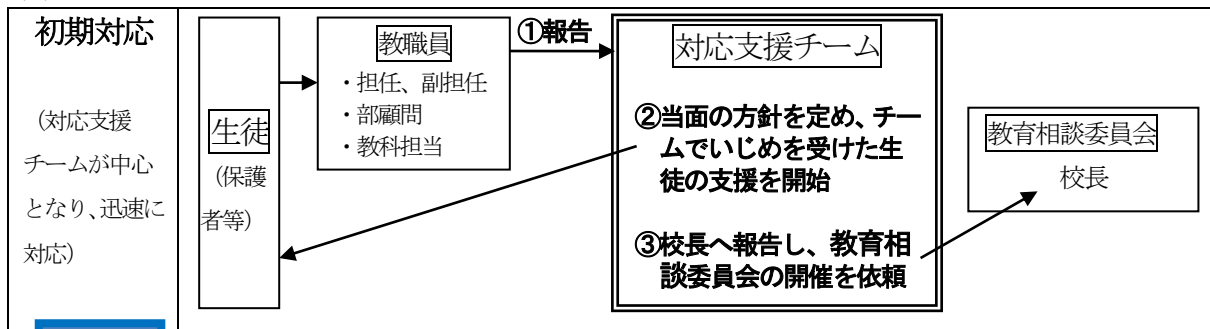 初期対応
(対応支援
チームが中心
となり、迅速に
対応)
生徒
(保護
者等)
教職員
・担任、副担任
・部顧問
・教科担当
①報告
対応支援チーム
②当面の方針を定め、チー
ムでいじめを受けた生
徒の支援を開始
③校長へ報告し、教育相
談委員会の開催を依頼
教育相談委員会
校長